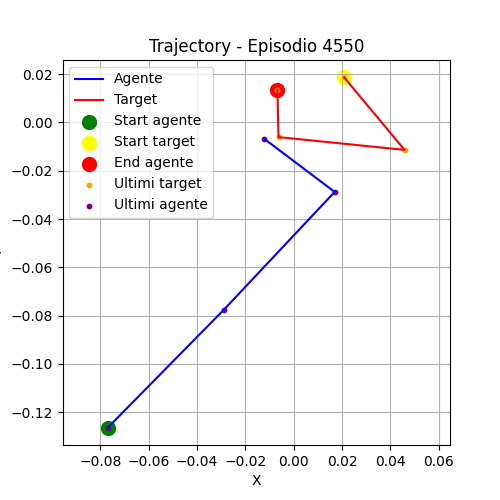 Trajectory - Episodio 4550
Agente
Target
Start agente
Start target
End agente
Ultimi target
Ultimi agente
0.02
0.00
−0.02
−0.04
−0.06
−0.08
−0.10
−0.12
−0.08 −0.06 −0.04 −0.02 0.00 0.02 0.04 0.06
X